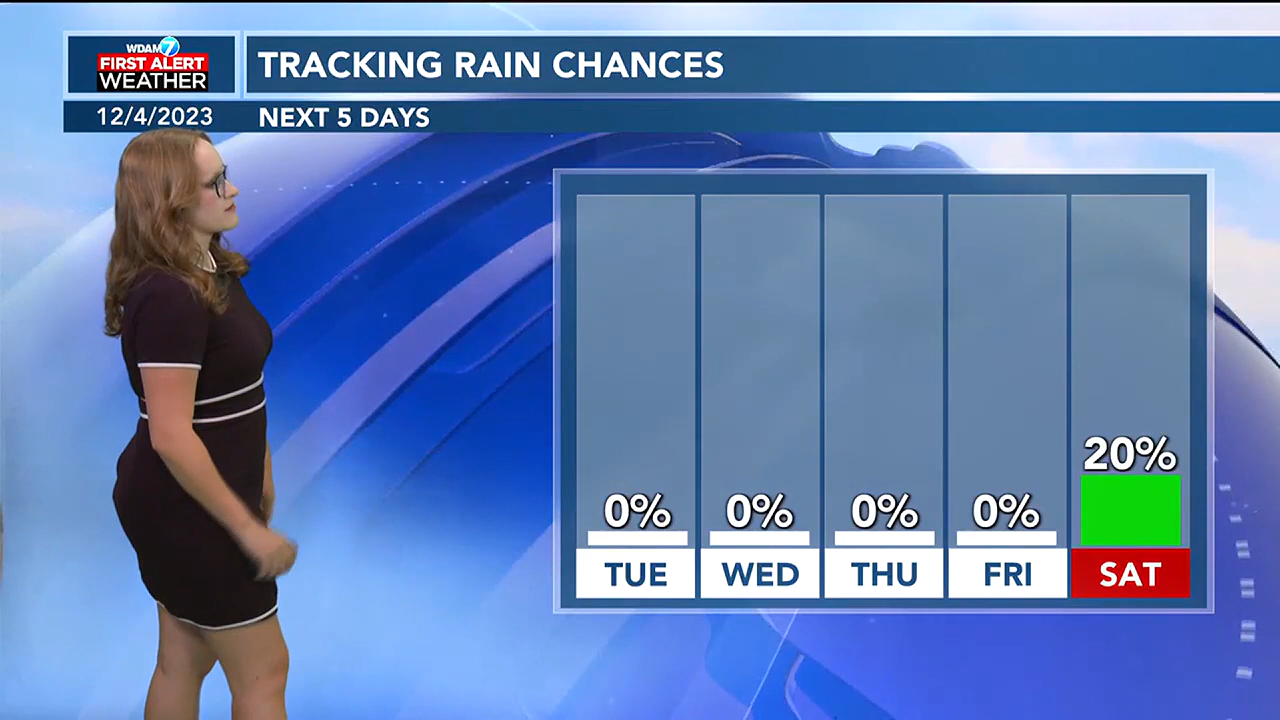 WDAM 7
FIRST ALERT
WEATHER
TRACKING RAIN CHANCES
12/4/2023
NEXT 5 DAYS
0%
0%
0%
0%
20%
TUE
WED
THU
FRI
SAT